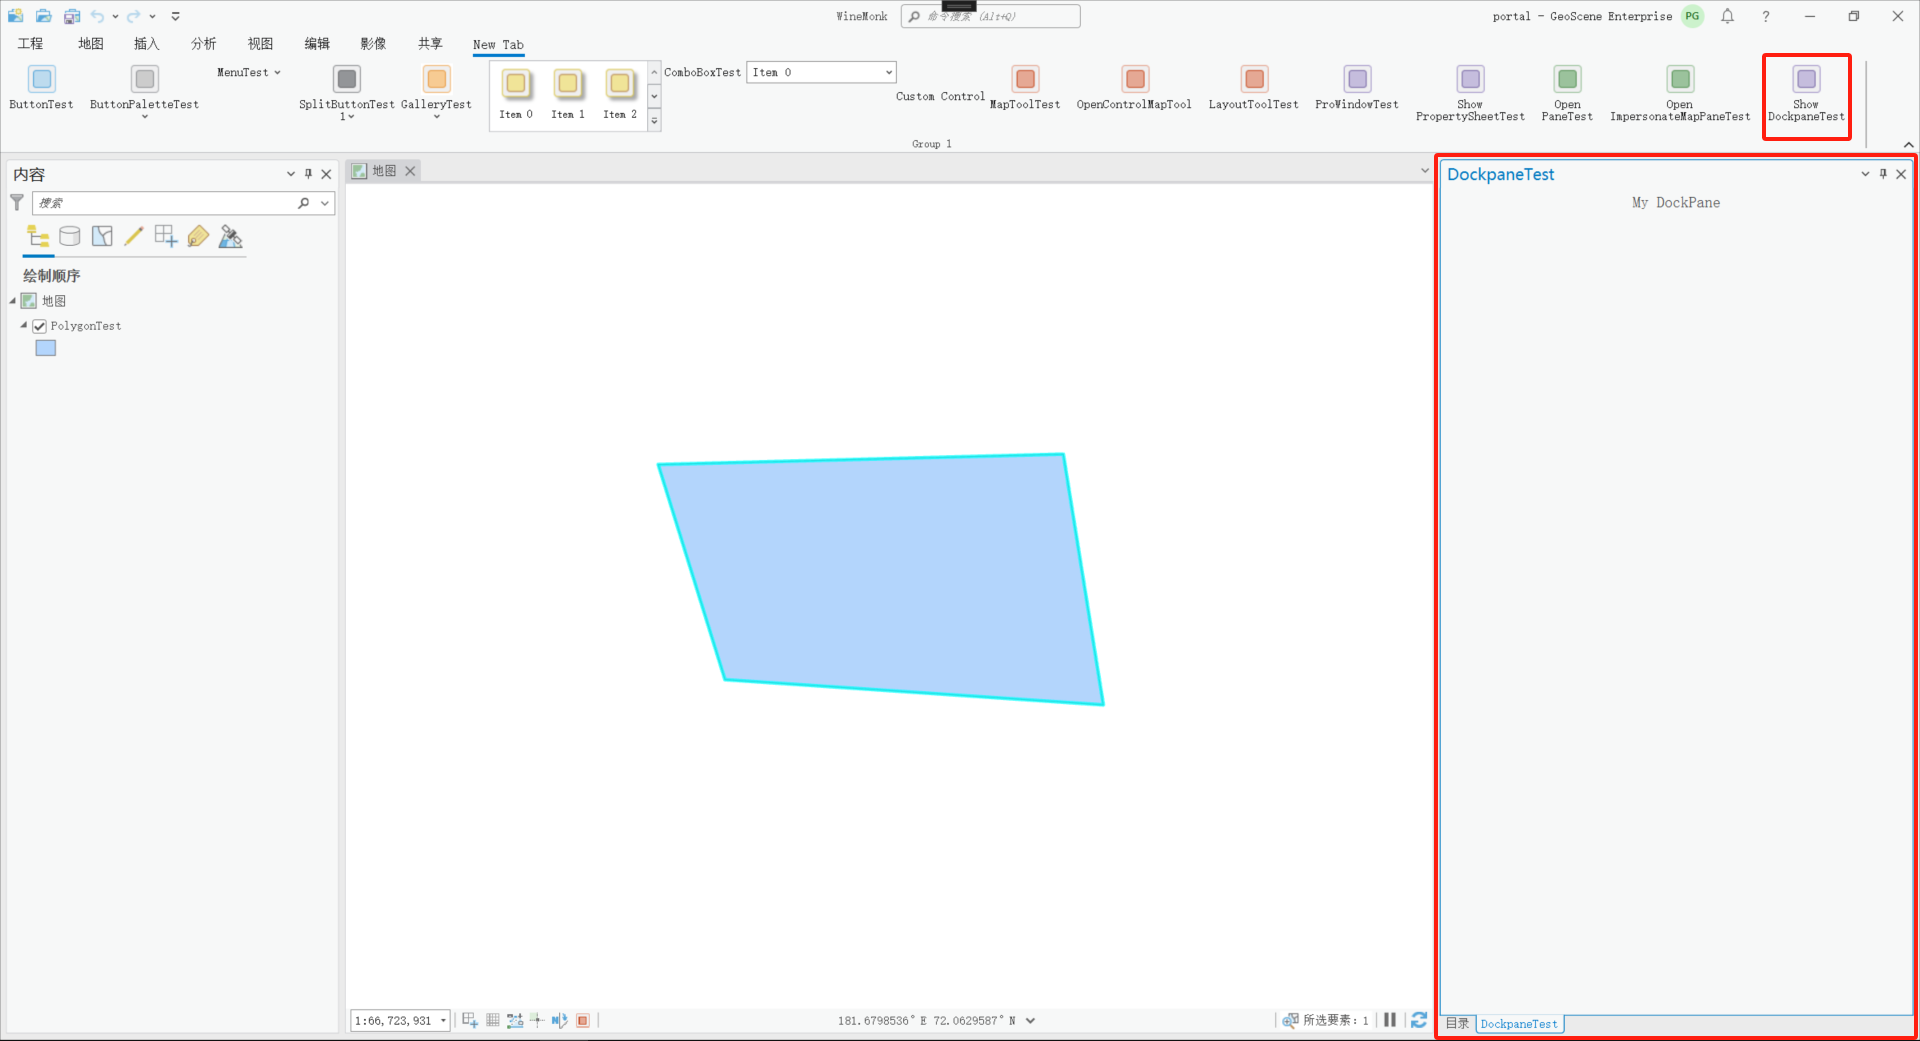 WineMonk
命令搜索 (Alt+Q)
portal - GeoScene Enterprise
PG
?
工程
地图
插入
分析
视图
编辑
影像
共享
New Tab
ButtonTest
ButtonPaletteTest
MenuTest
SplitButtonTest
1
GalleryTest
Item 0
Item 1
Item 2
ComboBoxTest
Item 0
Custom Control
MapToolTest
OpenControlMapTool
LayoutToolTest
ProWindowTest
Show
PropertySheetTest
Open
PaneTest
Open
ImpersonateMapPaneTest
Show
DockpaneTest
Group 1
内容
搜索
绘制顺序
地图
PolygonTest
地图
DockpaneTest
My DockPane
1:66,723,931
181.6798536°E 72.0629587°N
所选要素: 1
目录
DockpaneTest